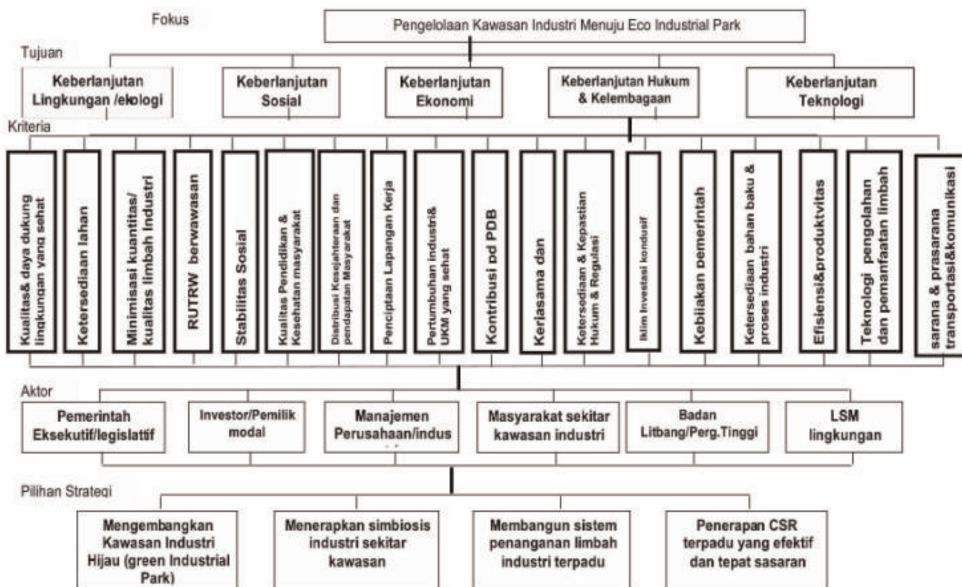 Fokus
Pengelolaan Kawasan Industri Menuju Eco Industrial Park
Tujuan
Keberlanjutan
Lingkungan /ekologi
Keberlanjutan
Sosial
Keberlanjutan
Ekonomi
Keberlanjutan Hukum
& Kelembagaan
Keberlanjutan
Teknologi
Kriteria
Kualitas& daya dukung
lingkungan yang sehat
Ketersediaan lahan
Minimisasi kuantitas/
kualitas limbah Industri
RUTRW berwawasan
Stabilitas Sosial
Kualitas Pendidikan &
Kesehatan masyarakat
Distribusi Kesejahteraan dan
pendapatan Masyarakat
Penciptaan Lapangan Kerja
Pertumbuhan industri&
UKM yang sehat
Kontribusi pd PDB
Kerjasama dan
Ketersediaan & Kepastian
Hukum & Regulasi
Iklim Investasi kondusif
Kebijakan pemerintah
Ketersediaan bahan baku &
proses industri
Efisiensi&produktvitas
Teknologi pengolahan
dan pemanfaatan limbah
sarana & prasarana
transportasi&komunikasi
Aktor
Pemerintah
Eksekutif/legislattif
Investor/Pemilik
modal
Manajemen
Perusahaan/indus
Masyarakat sekitar
kawasan industri
Badan
Litbang/Perg.Tinggi
LSM
lingkungan
Pilihan Strategi
Mengembangkan
Kawasan Industri
Hijau (green Industrial
Park)
Menerapkan simbiosis
industri sekitar
kawasan
Membangun sistem
penanganan limbah
industri terpadu
Penerapan CSR
terpadu yang efektif
dan tepat sasaran